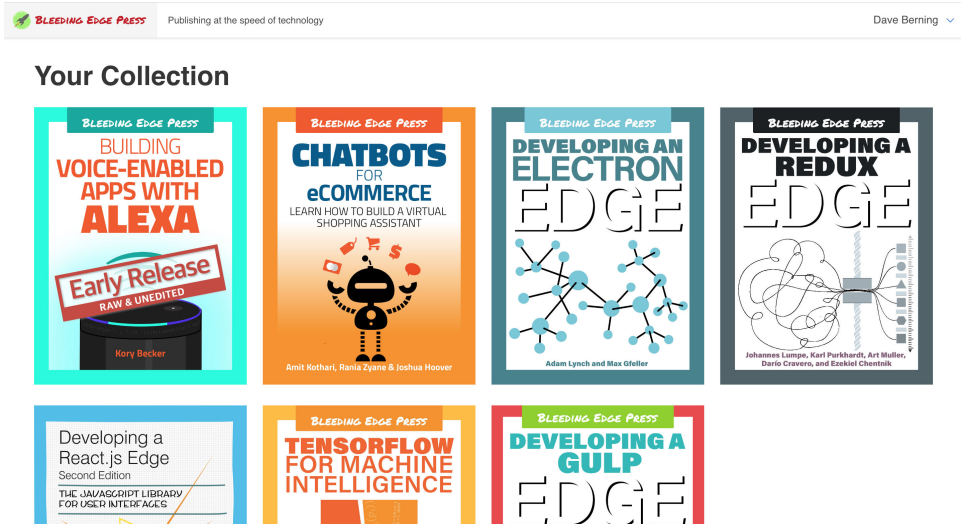 BLEEDING EDGE PRESS
Publishing at the speed of technology
Dave Berning
Your Collection
BLEEDING EDGE PRESS
BUILDING
VOICE-ENABLED
APPS WITH
ALEXA
Early Release
RAW & UNEDITED
Kory Becker
BLEEDING EDGE PRESS
CHATBOTS
FOR
eCOMMERCE
LEARN HOW TO BUILD A VIRTUAL
SHOPPING ASSISTANT
Amit Kothari, Rania Zyane & Joshua Hoover
BLEEDING EDGE PRESS
DEVELOPING AN
ELECTRON
EDGE
Adam Lynch and Max Gfeller
BLEEDING EDGE PRESS
DEVELOPING A
REDUX
EDGE
Johannes Lumpe, Karl Purkhardt, Art Muller,
Dario Cravero, and Ezekiel Chentnik
Developing a
React.js Edge
Second Edition
THE JAVASCRIPT LIBRARY
FOR USER INTERFACES
BLEEDING EDGE PRESS
TENSORFLOW
FOR MACHINE
INTELLIGENCE
BLEEDING EDGE PRESS
DEVELOPING A
GULP
EDGE